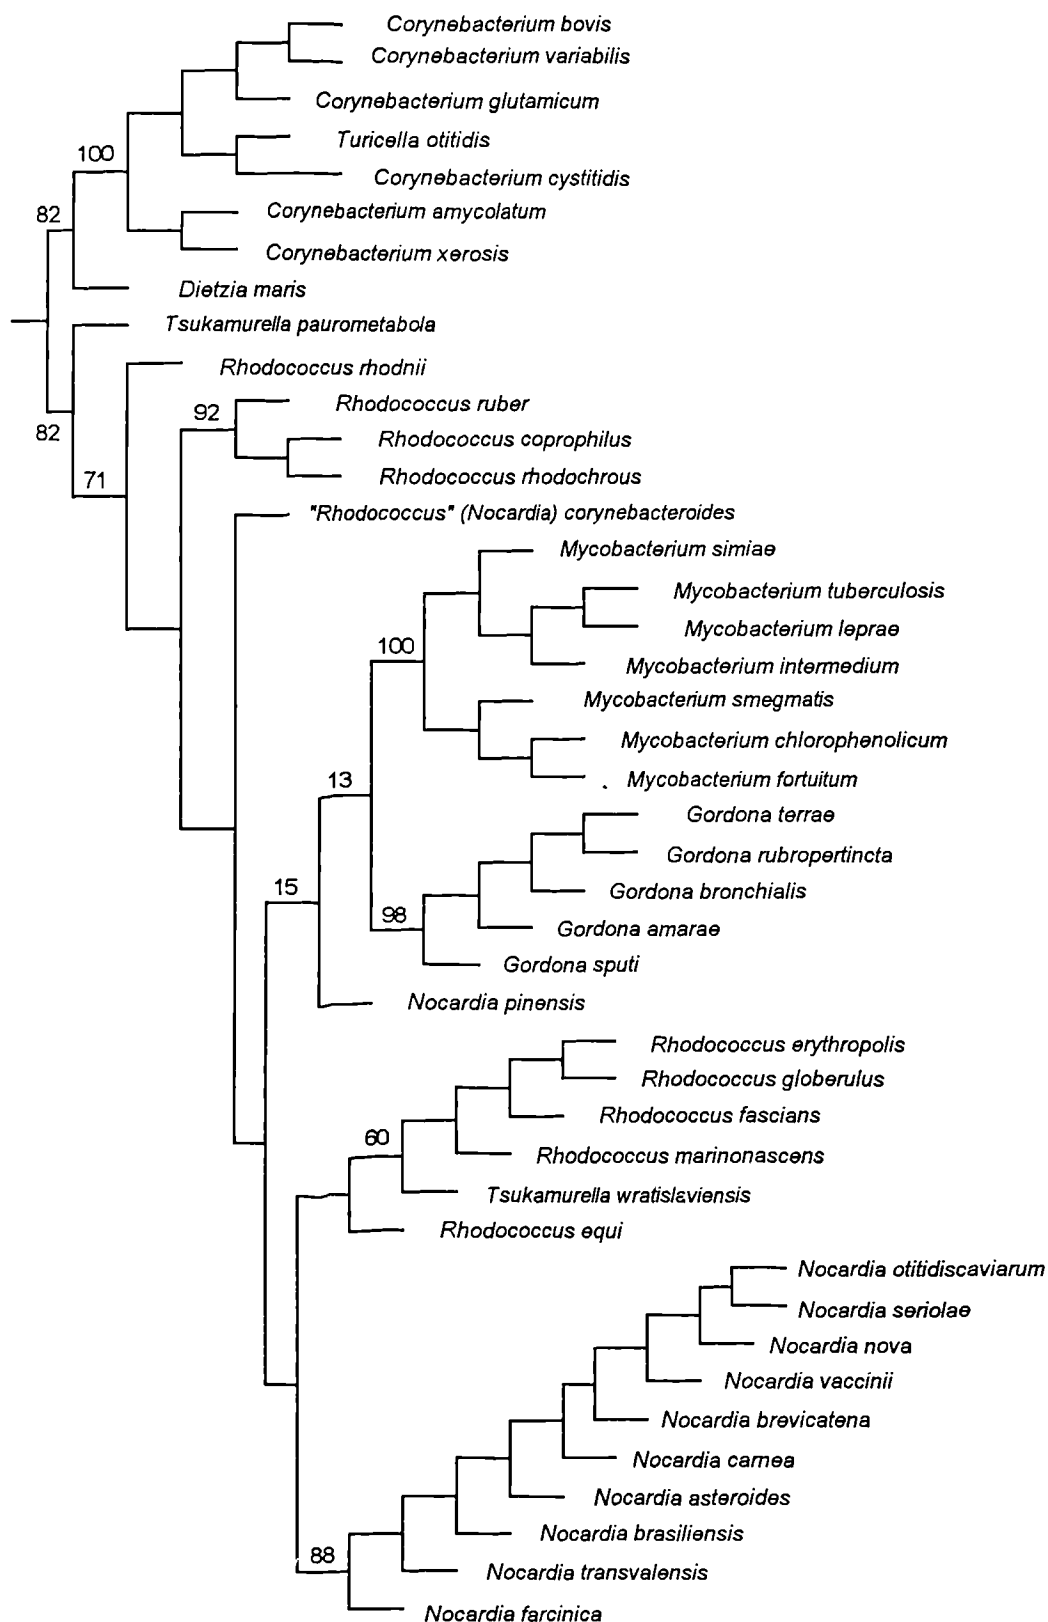 Corynebacterium bovis
Corynebacterium variabilis
Corynebacterium glutamicum
Turicella otitidis
100
Corynebacterium cystitidis
82
Corynebacterium amycolatum
Corynebacterium xerosis
Dietzia maris
Tsukamurella paurometabola
Rhodococcus rhodnii
92
Rhodococcus ruber
82
Rhodococcus coprophilus
71
Rhodococcus rhodochrous
"Rhodococcus" (Nocardia) corynebacteroides
Mycobacterium simiae
Mycobacterium tuberculosis
Mycobacterium leprae
100
Mycobacterium intermedium
Mycobacterium smegmatis
Mycobacterium chlorophenolicum
13
Mycobacterium fortuitum
Gordona terrae
Gordona rubropertincta
15
Gordona bronchialis
98
Gordona amarae
Gordona sputi
Nocardia pinensis
Rhodococcus erythropolis
Rhodococcus globerulus
Rhodococcus fascians
60
Rhodococcus marinonascens
Tsukamurella wratislaviensis
Rhodococcus equi
Nocardia otitidiscaviarum
Nocardia seriolae
Nocardia nova
Nocardia vaccinii
Nocardia brevicatena
Nocardia carnea
Nocardia asteroides
Nocardia brasiliensis
88
Nocardia transvalensis
Nocardia farcinica